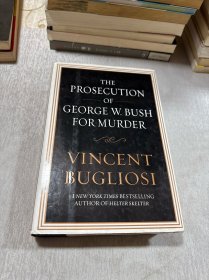 THE
PROSECUTION
OF
GEORGE W. BUSH
FOR MURDER
VINCENT
BUGLIOSI
#1 NEW YORK TIMES BESTSELLING
AUTHOR OF HELTER SKELTER